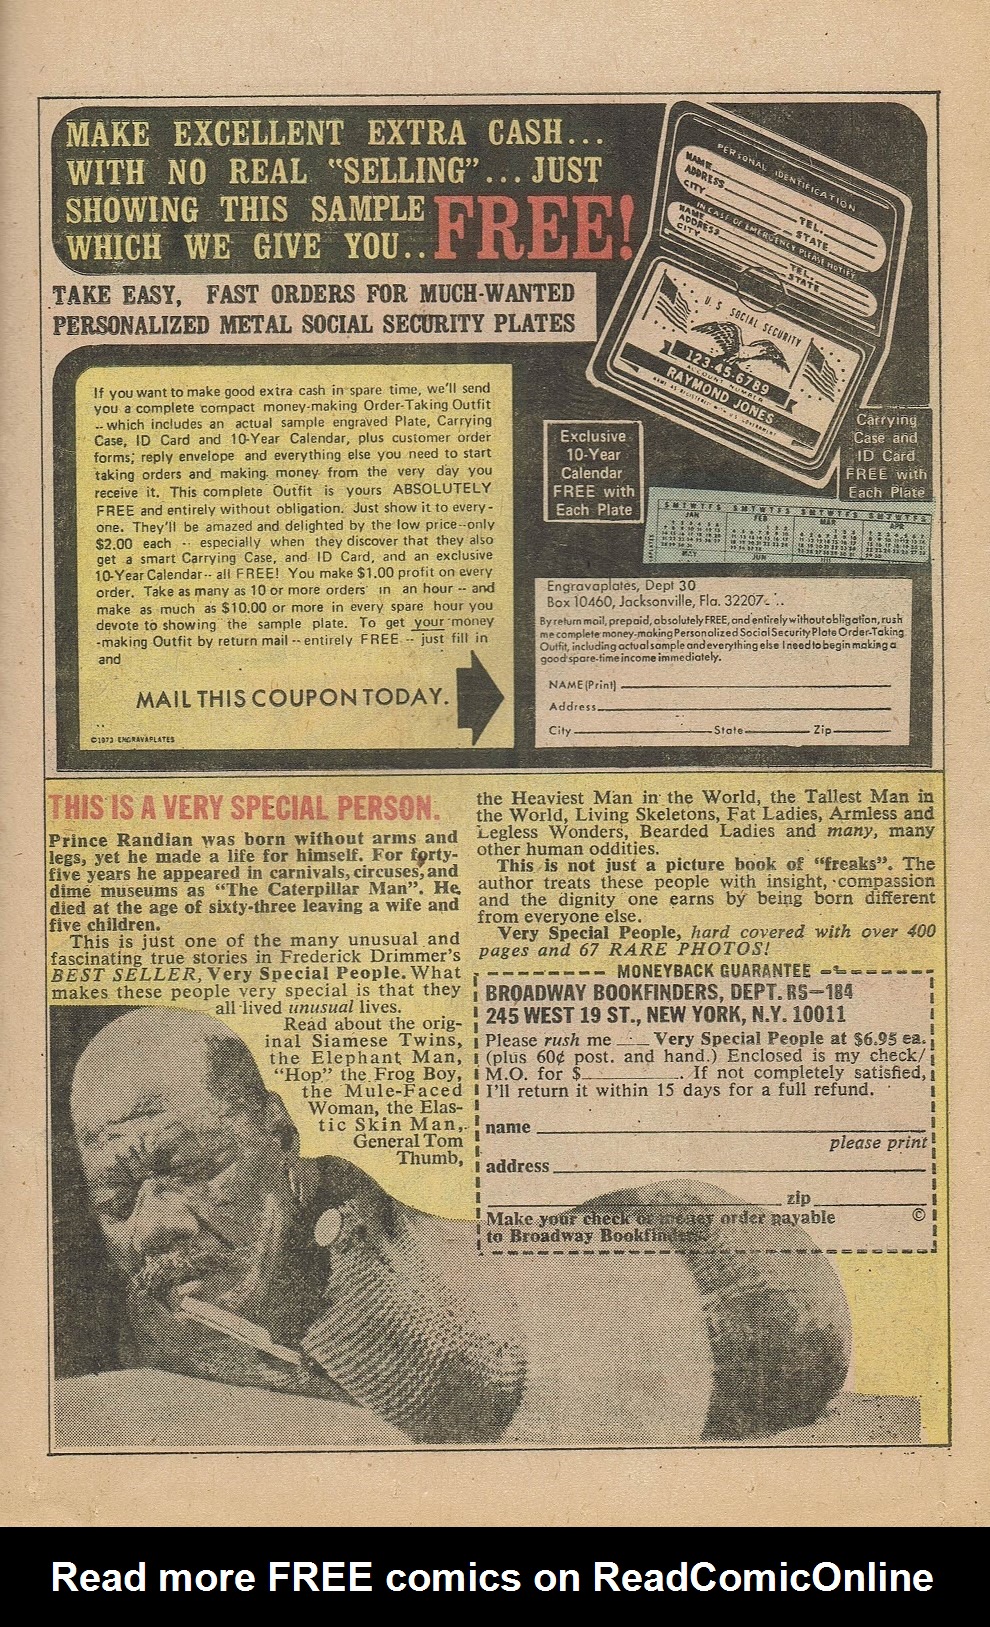 MAKE EXCELLENT EXTRA CASH...
WITH NO REAL "SELLING"... JUST
SHOWING THIS SAMPLE
WHICH WE GIVE YOU.. FREE!
TAKE EASY, FAST ORDERS FOR MUCH-WANTED
PERSONALIZED METAL SOCIAL SECURITY PLATES
PERSONAL IDENTIFICATION
NAME
ADDRESS
CITY
TEL.
STATE
IN CASE OF EMERGENCY PLEASE NOTIFY
NAME
ADDRESS
CITY
TEL.
STATE
U.S SOCIAL SECURITY
123-45-6789
ACCOUNT NUMBER
RAYMOND JONES
If you want to make good extra cash in spare time, we'll send
you a complete compact money-making Order-Taking Outfit
-- which includes an actual sample engraved Plate, Carrying
Case, ID Card and 10-Year Calendar, plus customer order
forms, reply envelope and everything else you need to start
taking orders and making money from the very day you
receive it. This complete Outfit is yours ABSOLUTELY
FREE and entirely without obligation. Just show it to every-
one. They'll be amazed and delighted by the low price--only
$2.00 each -- especially when they discover that they also
get a smart Carrying Case, and ID Card, and an exclusive
10-Year Calendar-- all FREE! You make $1.00 profit on every
order. Take as many as 10 or more orders in an hour -- and
make as much as $10.00 or more in every spare hour you
devote to showing the sample plate. To get your money
-making Outfit by return mail -- entirely FREE -- just fill in
and
MAIL THIS COUPON TODAY.
©1973 ENGRAVAPLATES
Exclusive
10-Year
Calendar
FREE with
Each Plate
Carrying
Case and
ID Card
FREE with
Each Plate
S M T W T F S S M T W T F S S M T W T F S S M T W T F S
JAN FEB MAR APR
MAY JUN
Engravaplates, Dept 30
Box 10460, Jacksonville, Fla. 32207
By return mail, prepaid, absolutely FREE, and entirely without obligation, rush
me complete money-making Personalized Social Security Plate Order-Taking
Outfit, including actual sample and everything else I need to begin making a
good spare-time income immediately.
NAME (Print)
Address
City State Zip
THIS IS A VERY SPECIAL PERSON.
Prince Randian was born without arms and
legs, yet he made a life for himself. For forty-
five years he appeared in carnivals, circuses, and
dime museums as "The Caterpillar Man". He
died at the age of sixty-three leaving a wife and
five children.
This is just one of the many unusual and
fascinating true stories in Frederick Drimmer's
BEST SELLER, Very Special People. What
makes these people very special is that they
all lived unusual lives.
Read about the orig-
inal Siamese Twins,
the Elephant Man,
"Hop" the Frog Boy,
the Mule-Faced
Woman, the Elas-
tic Skin Man,
General Tom
Thumb,
the Heaviest Man in the World, the Tallest Man in
the World, Living Skeletons, Fat Ladies, Armless and
Legless Wonders, Bearded Ladies and many, many
other human oddities.
This is not just a picture book of "freaks". The
author treats these people with insight, compassion
and the dignity one earns by being born different
from everyone else.
Very Special People, hard covered with over 400
pages and 67 RARE PHOTOS!
MONEYBACK GUARANTEE
BROADWAY BOOKFINDERS, DEPT. RS-184
245 WEST 19 ST., NEW YORK, N.Y. 10011
Please rush me Very Special People at $6.95 ea.
(plus 60¢ post. and hand.) Enclosed is my check/
M.O. for $ . If not completely satisfied,
I'll return it within 15 days for a full refund.
name
please print
address
zip
Make your check or money order payable ©
to Broadway Bookfinders.
Read more FREE comics on ReadComicOnline